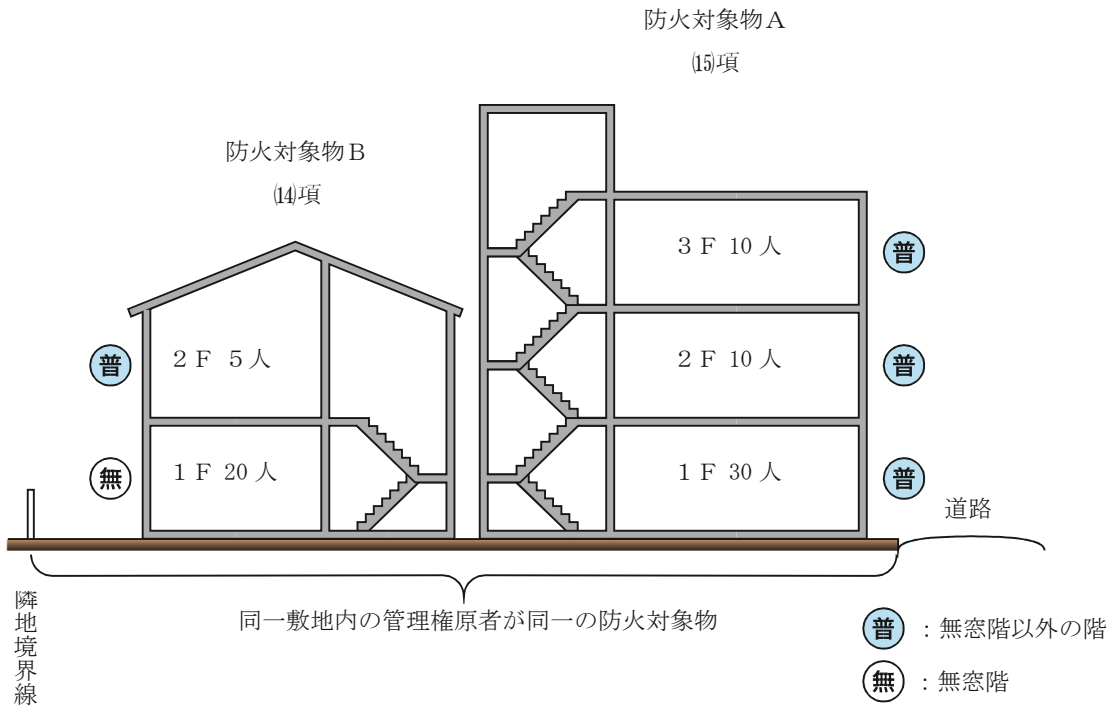 防火対象物A
⒂項
防火対象物B
⒁項
3F 10人
普
2F 5人
普
2F 10人
普
1F 20人
無
1F 30人
普
道路
隣地境界線
同一敷地内の管理権原者が同一の防火対象物
普 :無窓階以外の階
無 :無窓階